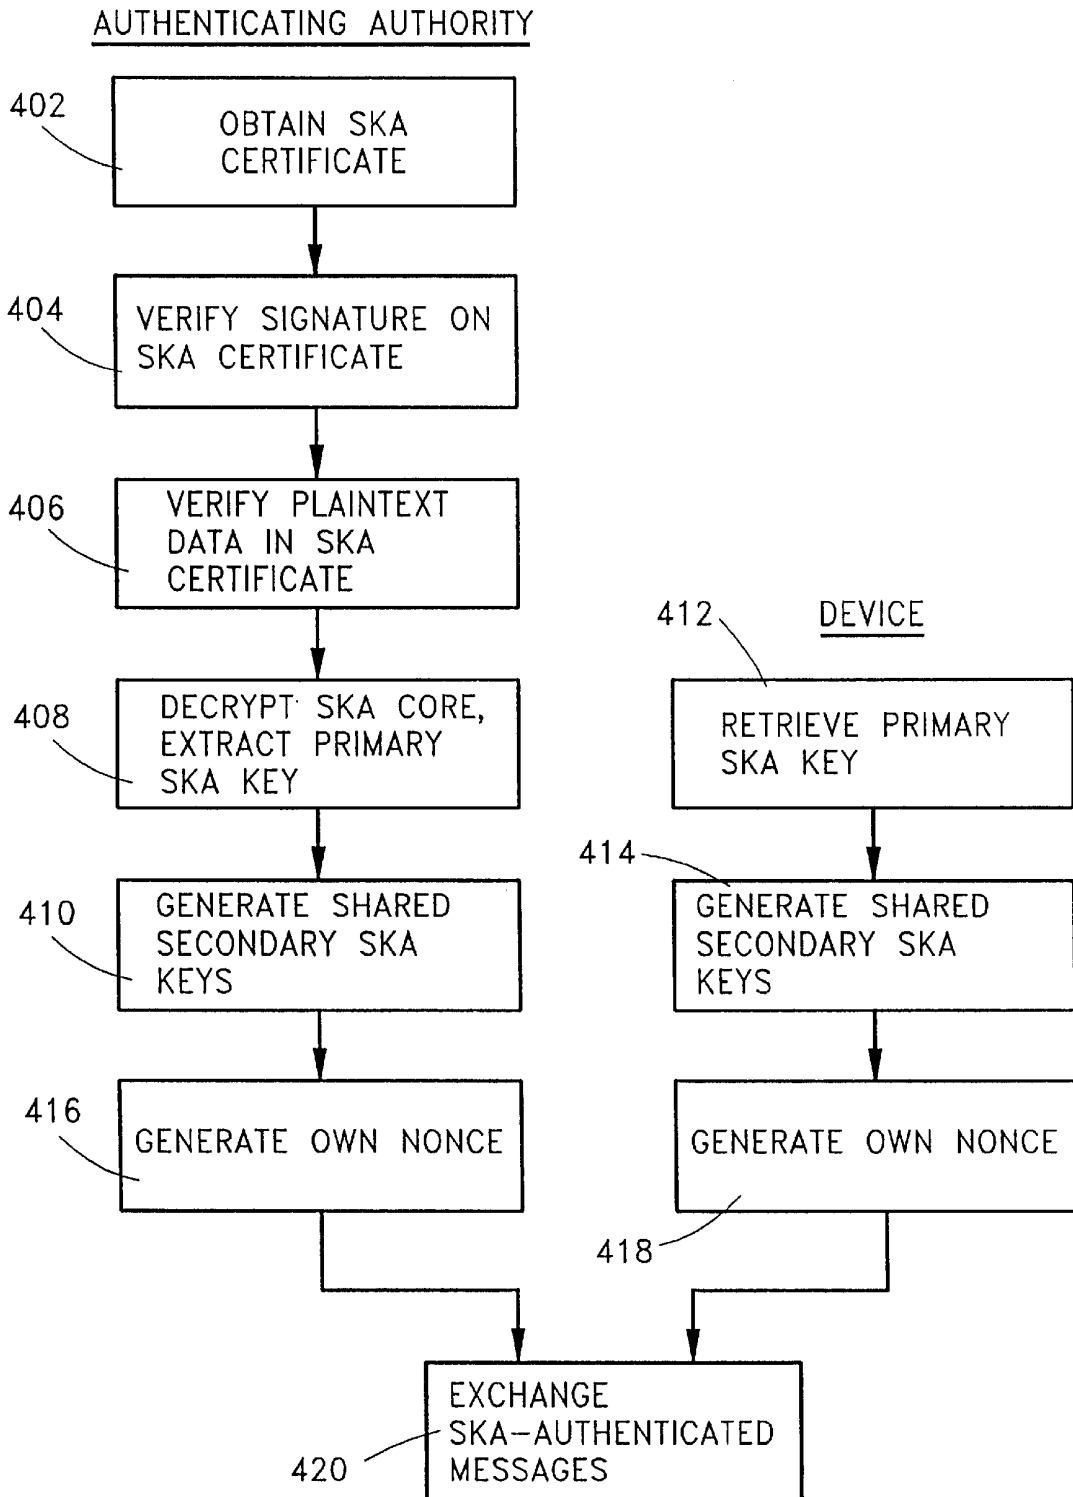 AUTHENTICATING AUTHORITY
402
OBTAIN SKA
CERTIFICATE
404
VERIFY SIGNATURE ON
SKA CERTIFICATE
406
VERIFY PLAINTEXT
DATA IN SKA
CERTIFICATE
408
DECRYPT SKA CORE,
EXTRACT PRIMARY
SKA KEY
410
GENERATE SHARED
SECONDARY SKA
KEYS
416
GENERATE OWN NONCE
DEVICE
412
RETRIEVE PRIMARY
SKA KEY
414
GENERATE SHARED
SECONDARY SKA
KEYS
GENERATE OWN NONCE
418
EXCHANGE
SKA-AUTHENTICATED
MESSAGES
420